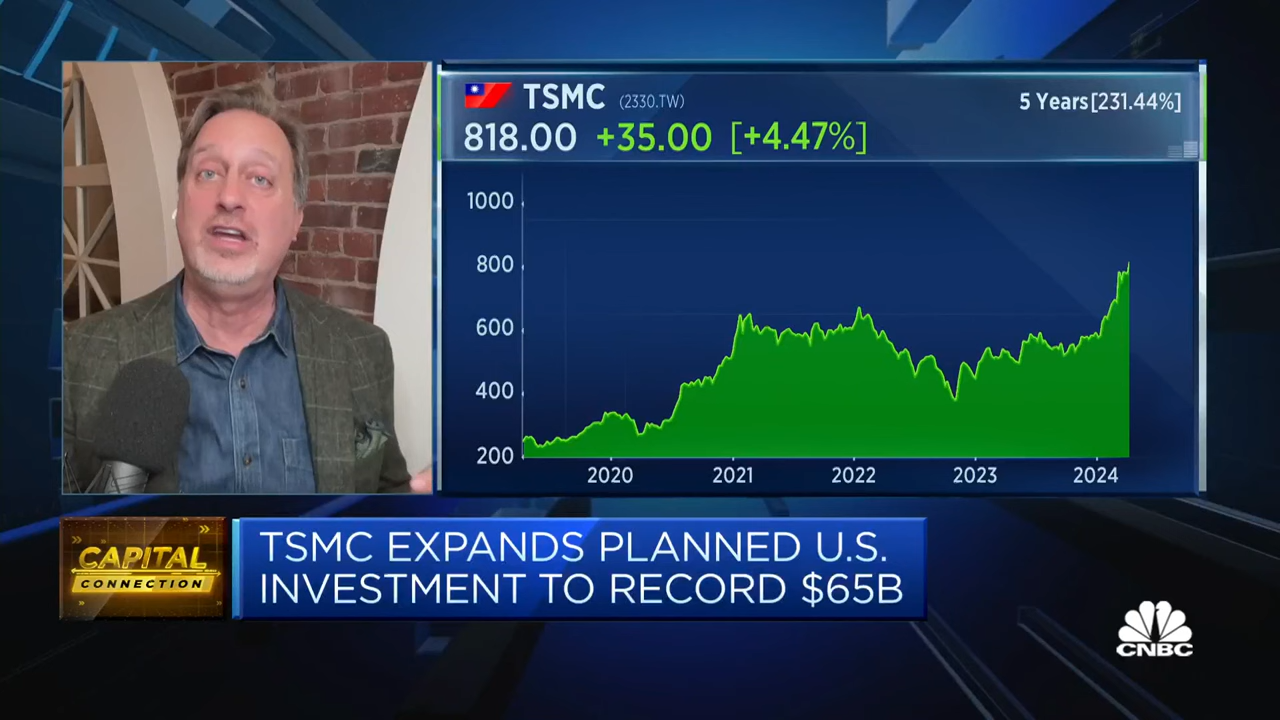 TSMC (2330.TW)
5 Years[231.44%]
818.00 +35.00 [+4.47%]
1000
800
600
400
200
2020 2021 2022 2023 2024
CAPITAL
CONNECTION
TSMC EXPANDS PLANNED U.S.
INVESTMENT TO RECORD $65B
CNBC